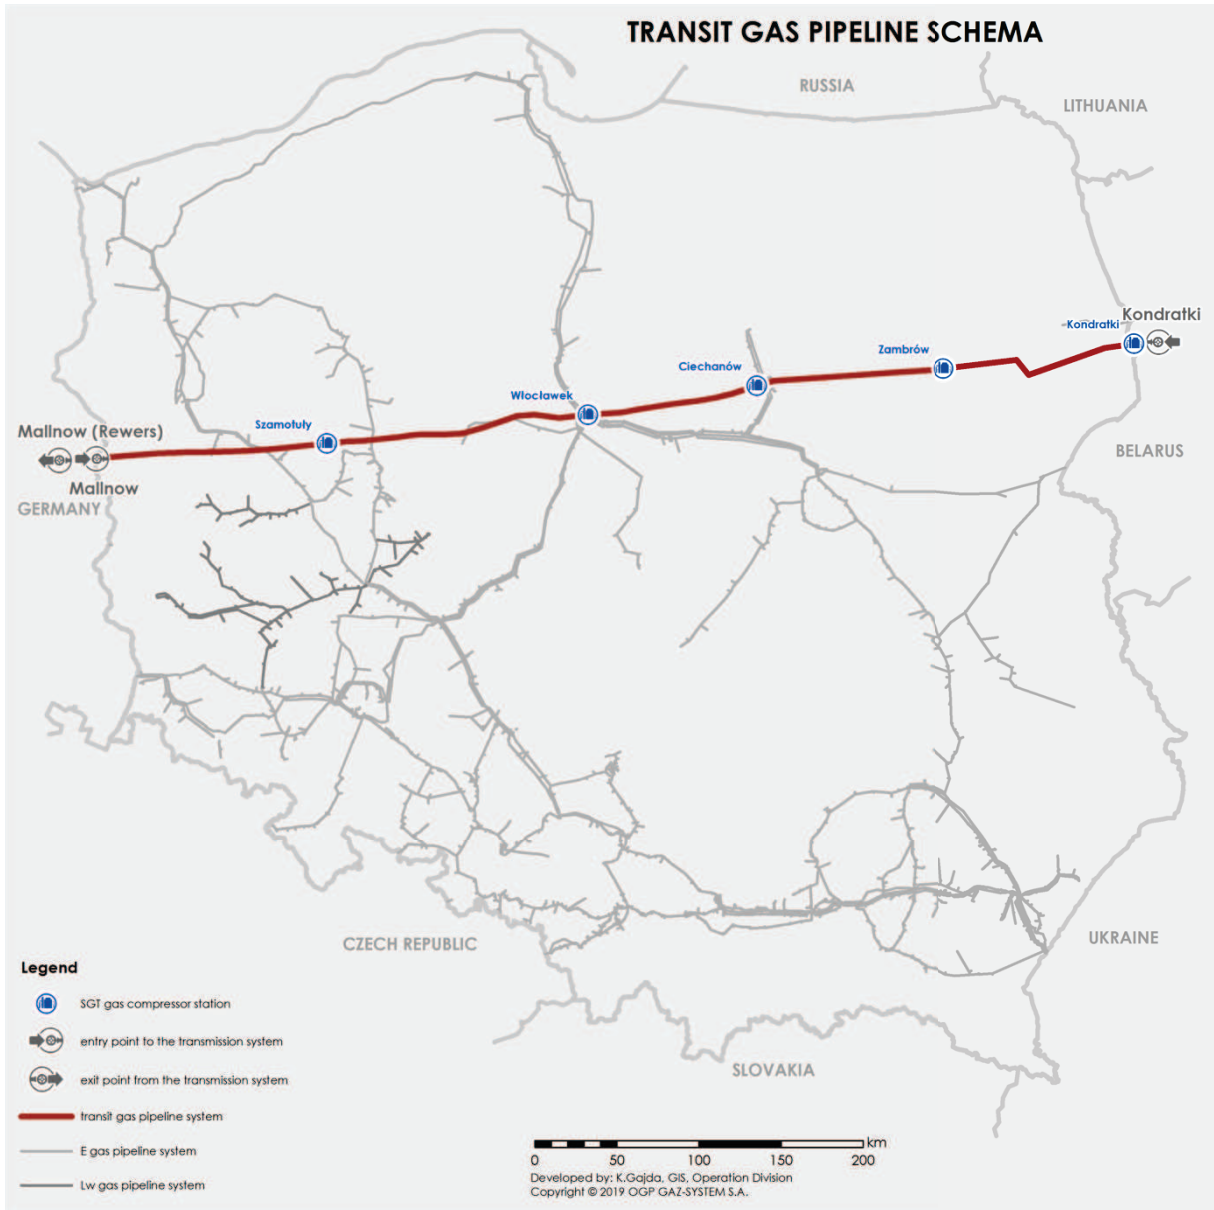 TRANSIT GAS PIPELINE SCHEMA
RUSSIA
LITHUANIA
Kondratki
Kondratki
Zambrów
Ciechanów
Włocławek
Szamotuły
Mallnow (Rewers)
Mallnow
GERMANY
BELARUS
UKRAINE
CZECH REPUBLIC
SLOVAKIA
Legend
SGT gas compressor station
entry point to the transmission system
exit point from the transmission system
transit gas pipeline system
E gas pipeline system
Lw gas pipeline system
km
0 50 100 150 200
Developed by: K.Gajda, GIS, Operation Division
Copyright © 2019 OGP GAZ-SYSTEM S.A.